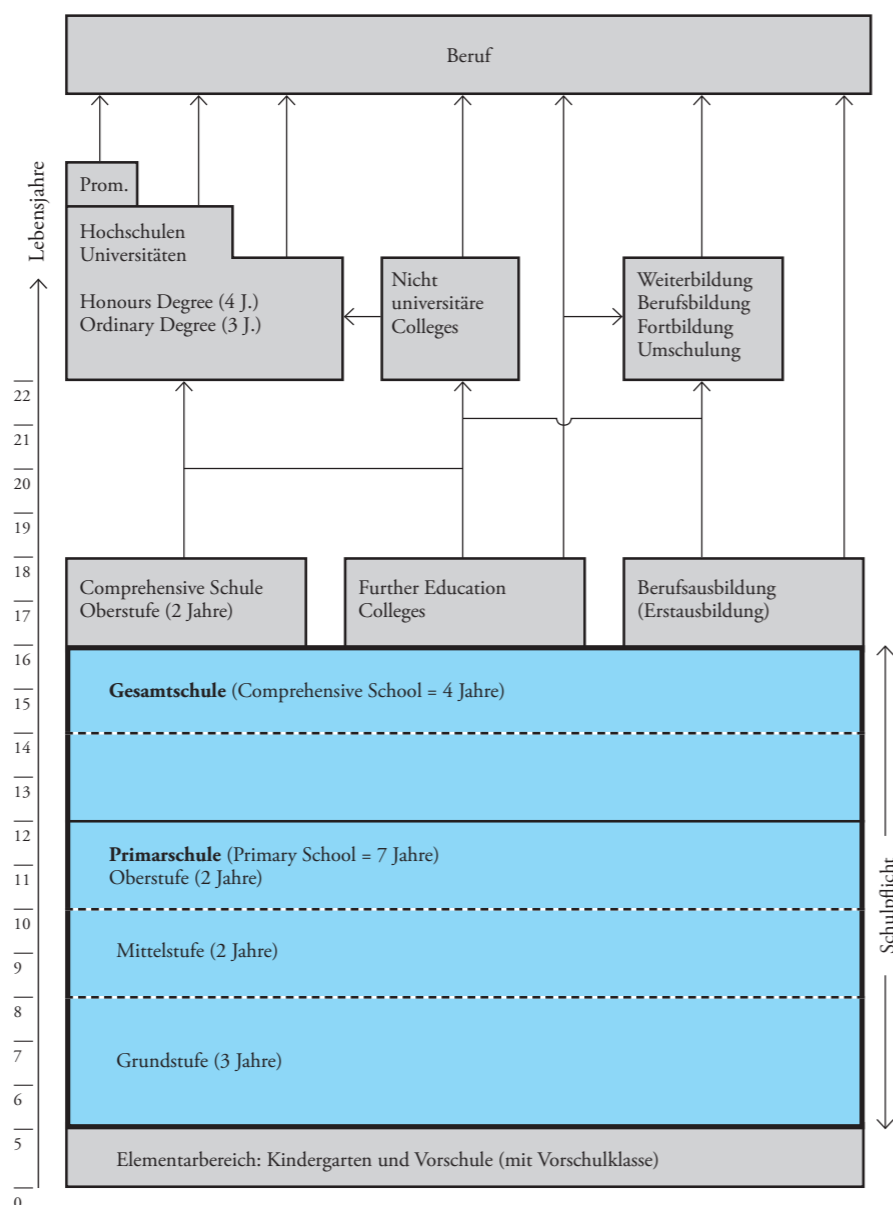 Beruf
Prom.
Lebensjahre
Hochschulen
Universitäten
Honours Degree (4 J.)
Ordinary Degree (3 J.)
Nicht
universitäre
Colleges
Weiterbildung
Berufsbildung
Fortbildung
Umschulung
22
21
20
19
18
Comprehensive Schule
Oberstufe (2 Jahre)
Further Education
Colleges
Berufsausbildung
(Erstausbildung)
17
16
Gesamtschule (Comprehensive School = 4 Jahre)
15
14
13
12
Primarschule (Primary School = 7 Jahre)
Oberstufe (2 Jahre)
11
Schulpflicht
10
Mittelstufe (2 Jahre)
9
8
Grundstufe (3 Jahre)
7
6
5
Elementarbereich: Kindergarten und Vorschule (mit Vorschulklasse)
0